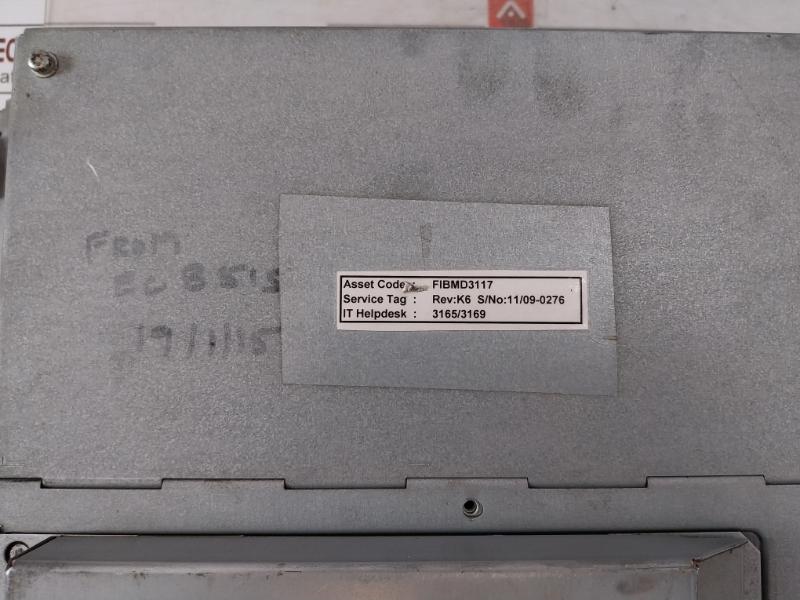 FROM
EC 8515
19/1/15
Asset Code : FIBMD3117
Service Tag : Rev:K6 S/No:11/09-0276
IT Helpdesk : 3165/3169